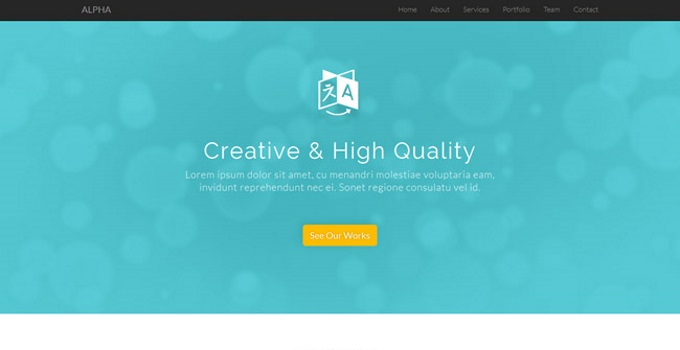 ALPHA
Home About Services Portfolio Team Contact
A
Creative & High Quality
Lorem ipsum dolor sit amet, cu menandri molestiae voluptaria eam,
invidunt reprehendunt nec ei. Sonet regione consulatu vel id.
See Our Works